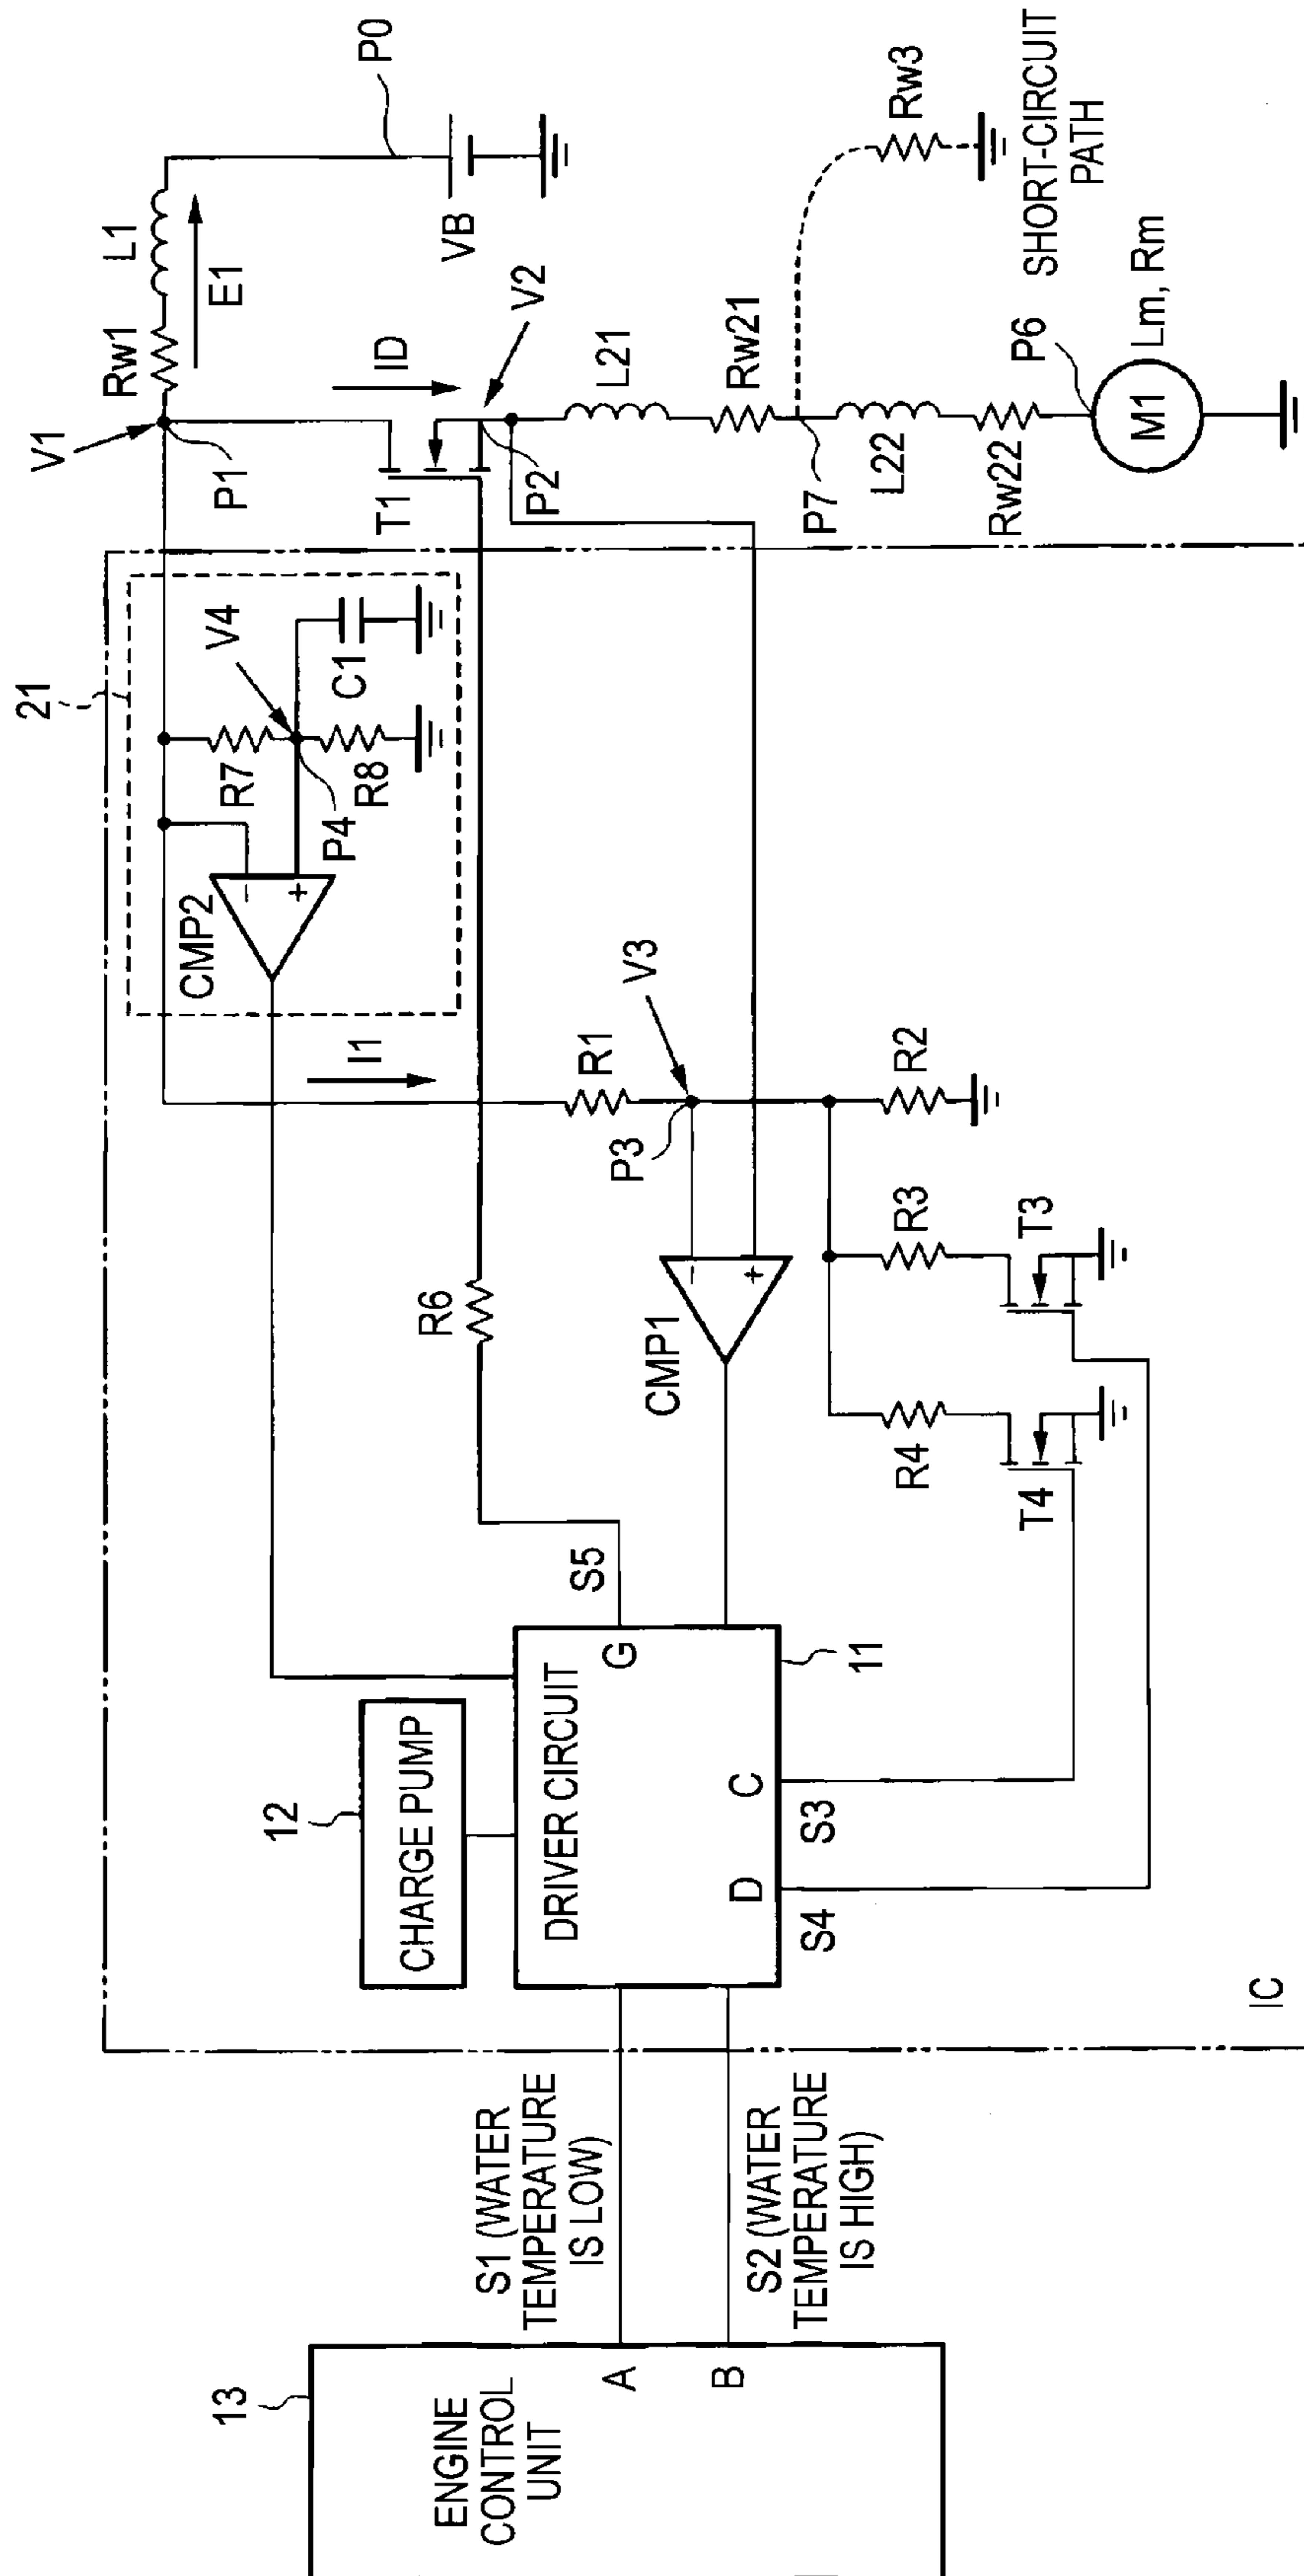 13
ENGINE
CONTROL
UNIT
A
B
S1 (WATER
TEMPERATURE
IS LOW)
S2 (WATER
TEMPERATURE
IS HIGH)
IC
12
CHARGE PUMP
DRIVER CIRCUIT
G
D
C
S4
S3
S5
11
R6
CMP1
R4
T4
R3
T3
R2
P3
V3
R1
I1
21
CMP2
-
+
-
+
P4
R7
R8
V4
C1
V1
P1
Rw1
L1
E1
P0
VB
ID
T1
V2
P2
L21
Rw21
P7
L22
Rw22
Rw3
SHORT-CIRCUIT
PATH
P6
M1
Lm, Rm